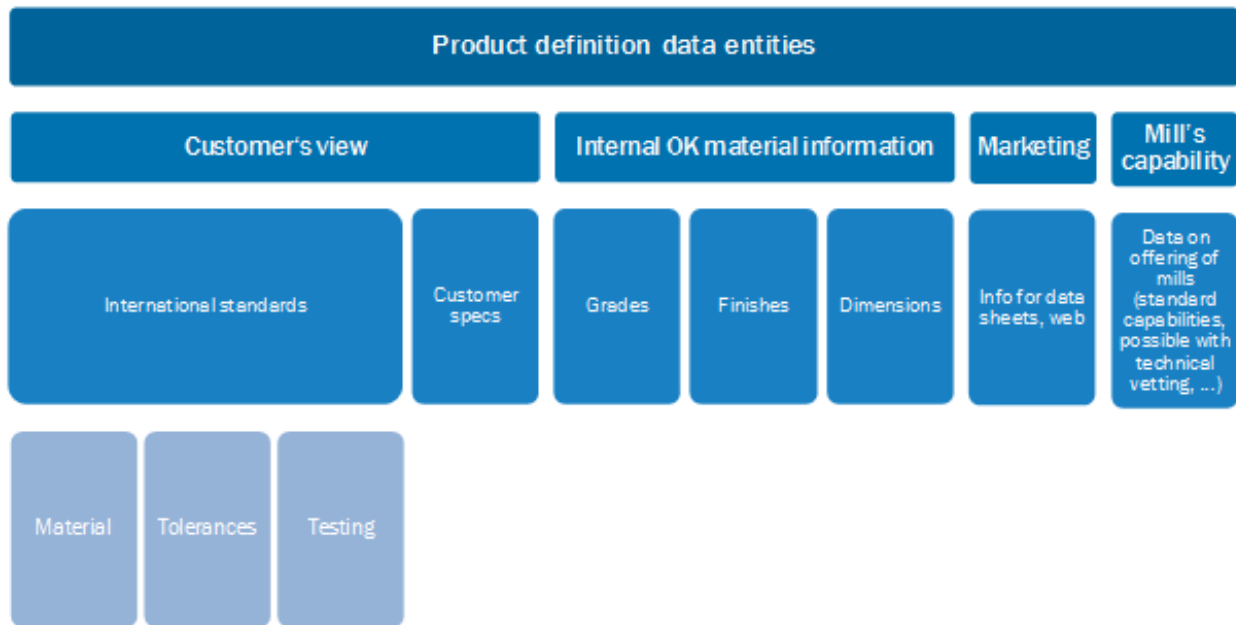 Product definition data entities
Customer's view
Internal OK material information
Marketing
Mill's
capability
International standards
Customer
specs
Grades
Finishes
Dimensions
Info for data
sheets, web
Data on
offering of
mills
(standard
capabilities,
possible with
technical
vetting, ...)
Material
Tolerances
Testing